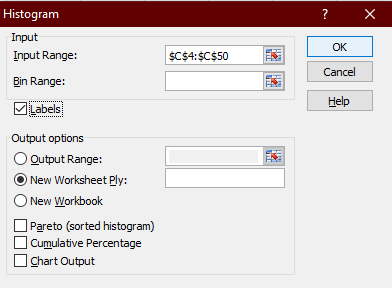 Histogram
Input
Input Range: $C$4:$C$50
Bin Range:
Labels
OK
Cancel
Help
Output options
Output Range:
New Worksheet Ply:
New Workbook
Pareto (sorted histogram)
Cumulative Percentage
Chart Output